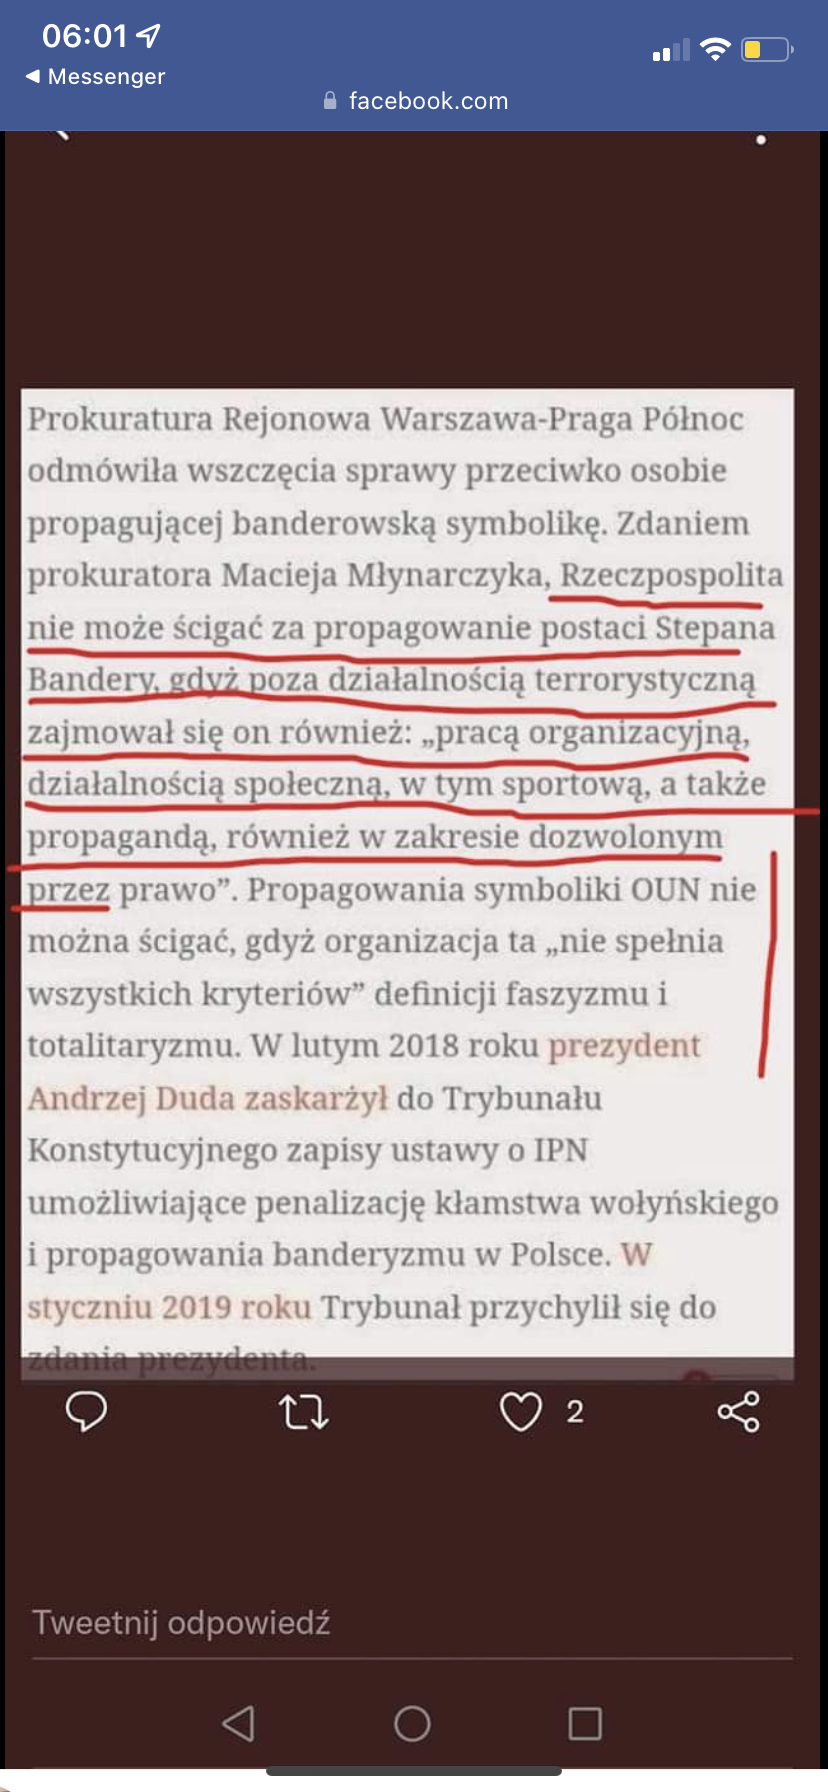 06:01
◀ Messenger
facebook.com
Prokuratura Rejonowa Warszawa-Praga Północ
odmówiła wszczęcia sprawy przeciwko osobie
propagującej banderowską symbolikę. Zdaniem
prokuratora Macieja Młynarczyka, Rzeczpospolita
nie może ścigać za propagowanie postaci Stepana
Bandery, gdyż poza działalnością terrorystyczną
zajmował się on również: „pracą organizacyjną,
działalnością społeczną, w tym sportową, a także
propagandą, również w zakresie dozwolonym
przez prawo”. Propagowania symboliki OUN nie
można ścigać, gdyż organizacja ta „nie spełnia
wszystkich kryteriów” definicji faszyzmu i
totalitaryzmu. W lutym 2018 roku prezydent
Andrzej Duda zaskarżył do Trybunału
Konstytucyjnego zapisy ustawy o IPN
umożliwiające penalizację kłamstwa wołyńskiego
i propagowania banderyzmu w Polsce. W
styczniu 2019 roku Trybunał przychylił się do
zdania prezydenta.
2
Tweetnij odpowiedź